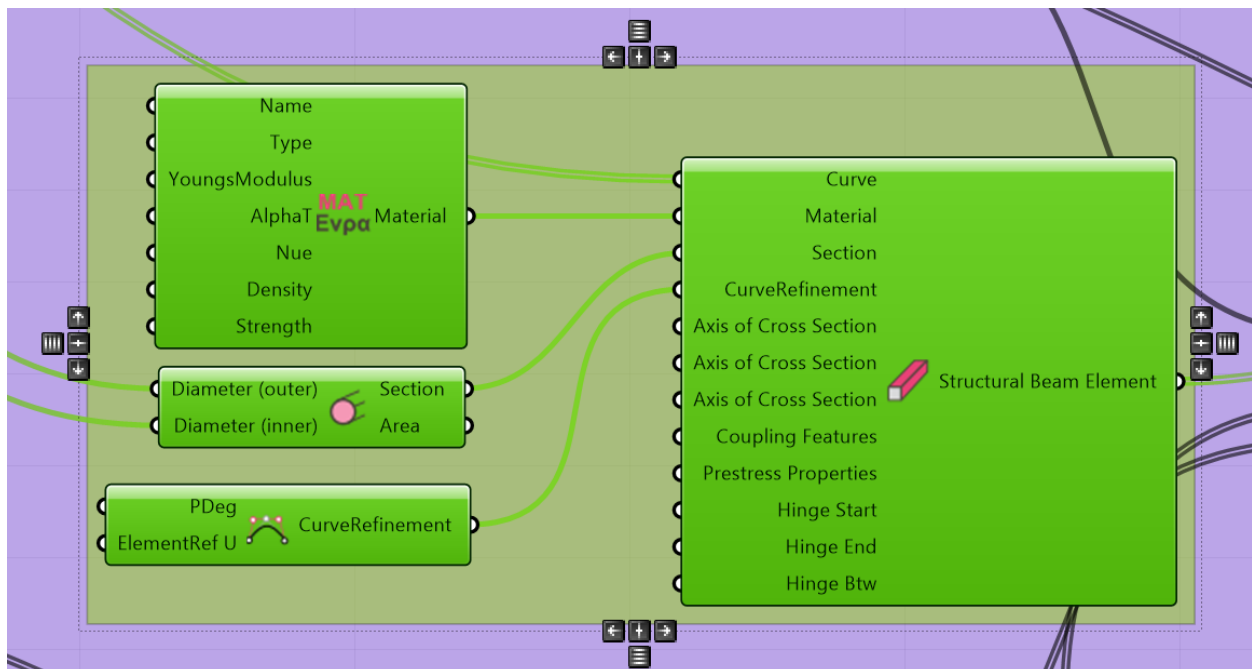 Name
Type
YoungsModulus
AlphaT
Nue
Density
Strength
MAT
Ενρα
Material
Diameter (outer)
Diameter (inner)
Section
Area
PDeg
ElementRef U
CurveRefinement
Curve
Material
Section
CurveRefinement
Axis of Cross Section
Axis of Cross Section
Axis of Cross Section
Coupling Features
Prestress Properties
Hinge Start
Hinge End
Hinge Btw
Structural Beam Element